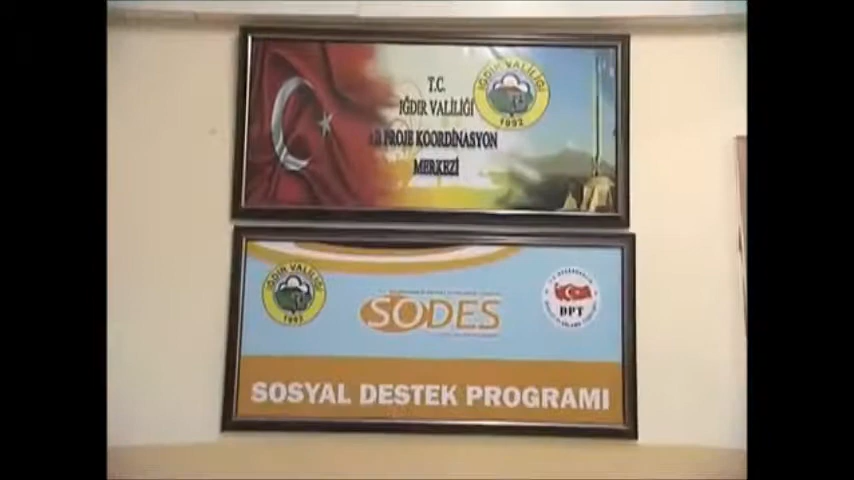 T.C.
IĞDIR VALİLİĞİ
AB PROJE KOORDİNASYON
MERKEZİ
IĞDIR VALİLİĞİ
1992
IĞDIR VALİLİĞİ
1992
SODES
DPT
SOSYAL DESTEK PROGRAMI